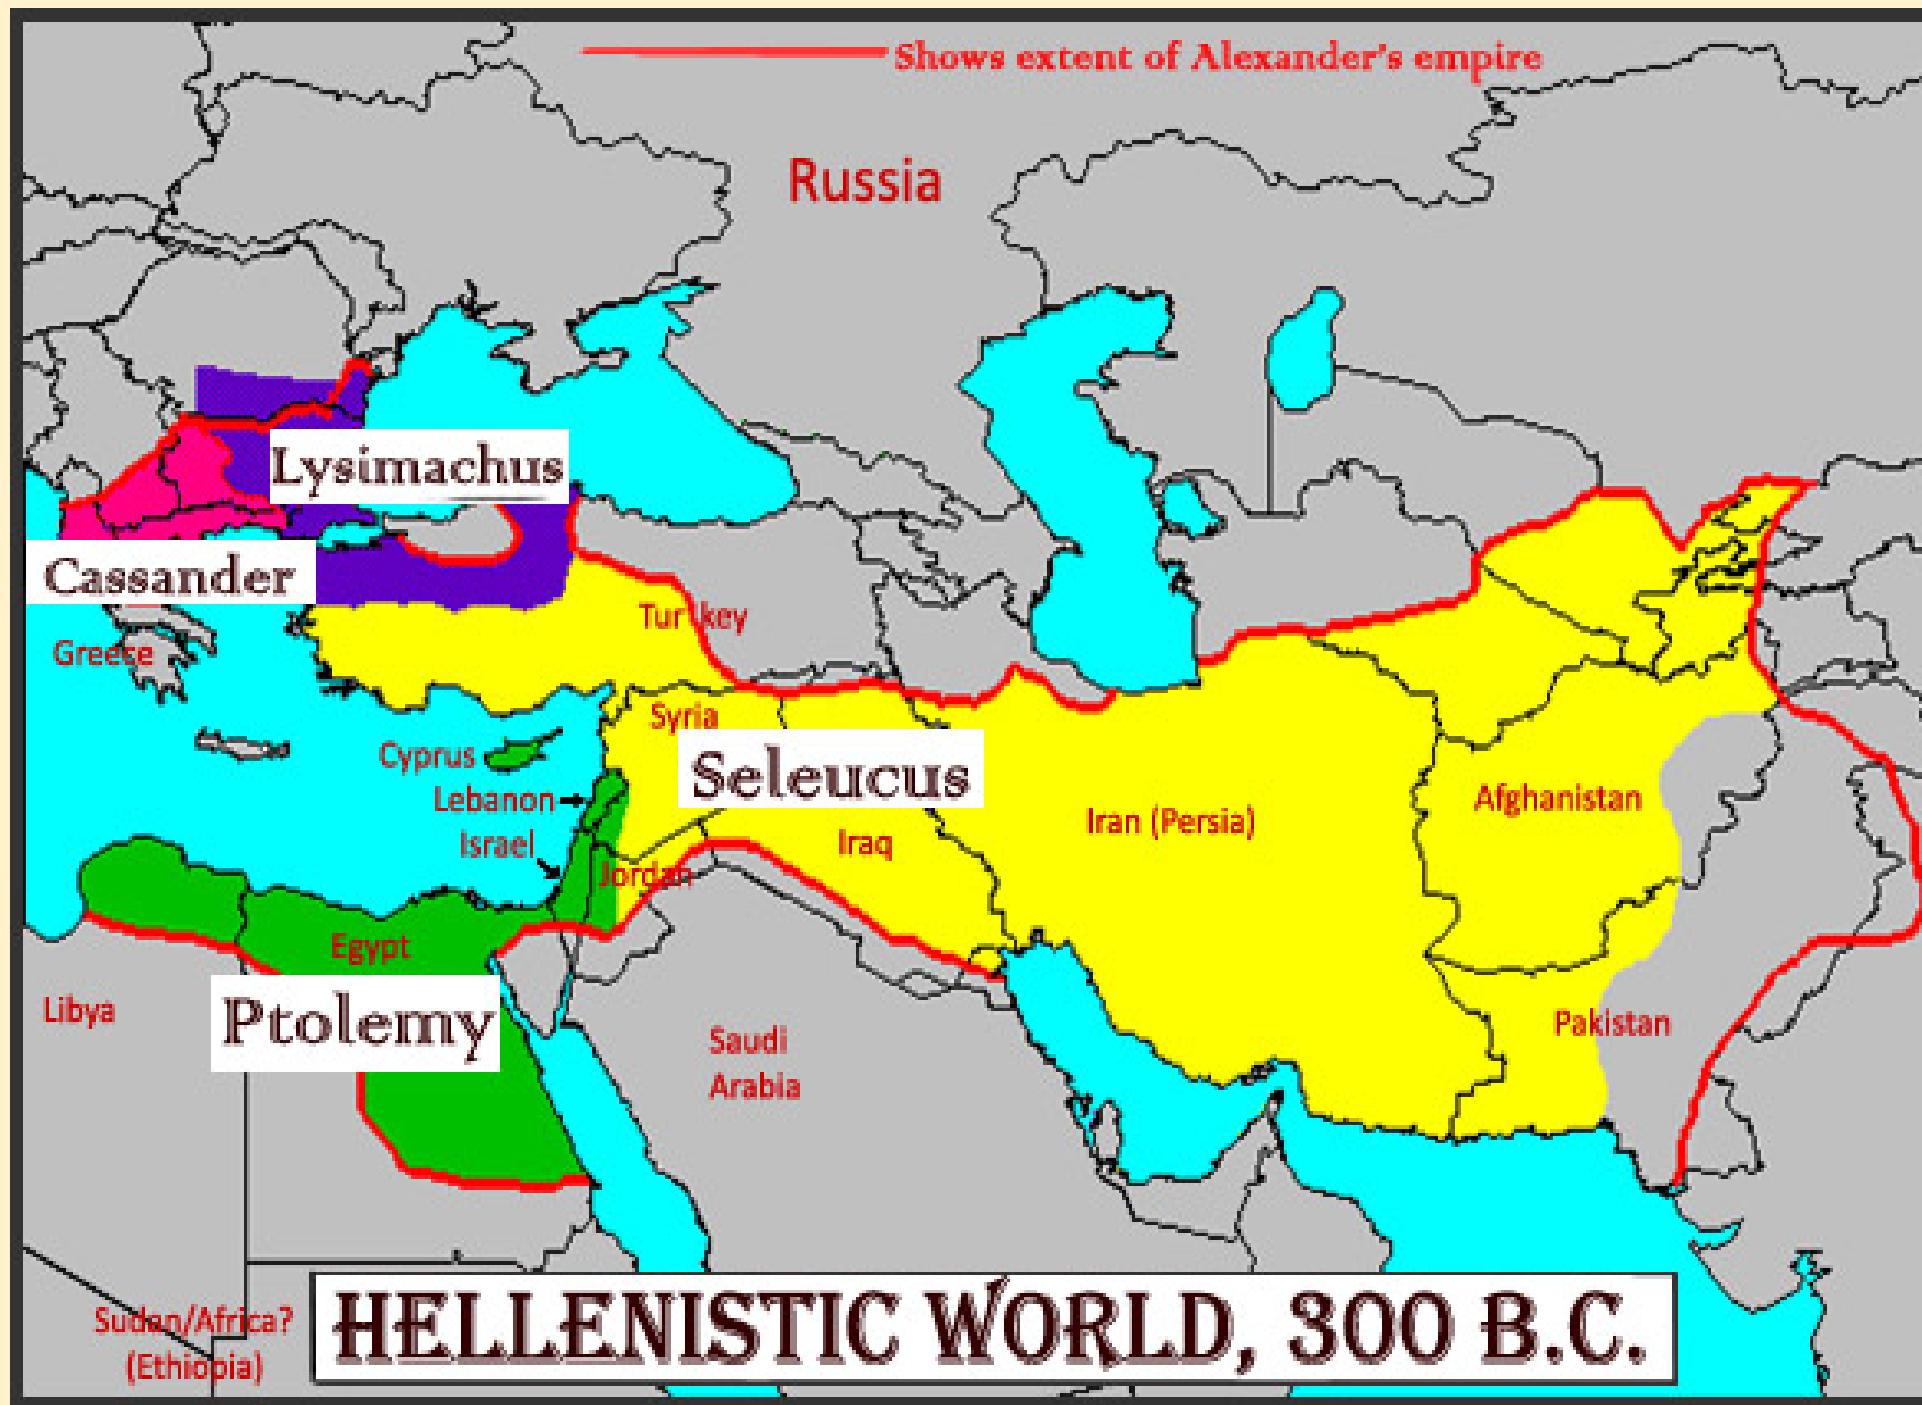 Shows extent of Alexander's empire
Russia
Lysimachus
Cassander
Turkey
Greece
Syria
Cyprus
Seleucus
Lebanon
Afghanistan
Iran (Persia)
Israel
Iraq
Jordan
Egypt
Ptolemy
Libya
Pakistan
Saudi
Arabia
Sudan/Africa?
(Ethiopia)
HELLENISTIC WORLD, 300 B.C.